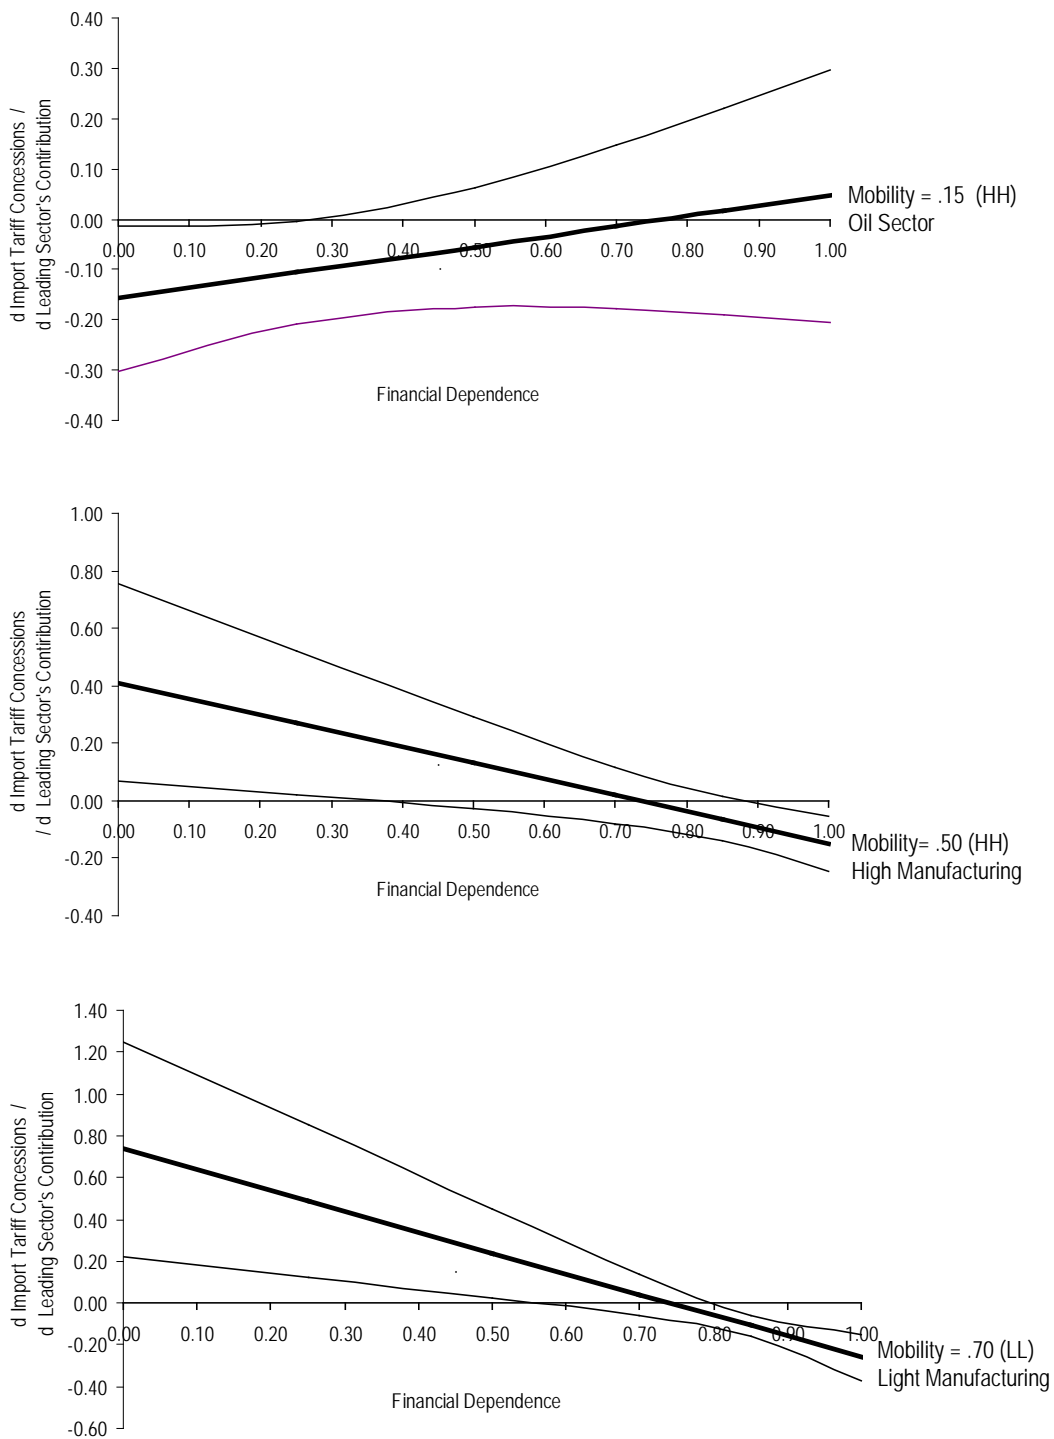 0.40
0.30
0.20
0.10
0.00
-0.10
-0.20
-0.30
-0.40
d Import Tariff Concessions /
d Leading Sector's Contiribution
0.00 0.10 0.20 0.30 0.40 0.50 0.60 0.70 0.80 0.90 1.00
Mobility = .15 (HH)
Oil Sector
Financial Dependence
1.00
0.80
0.60
0.40
0.20
0.00
-0.20
-0.40
d Import Tariff Concessions
/ d Leading Sector's Contiribution
0.00 0.10 0.20 0.30 0.40 0.50 0.60 0.70 0.80 0.90 1.00
Mobility= .50 (HH)
High Manufacturing
Financial Dependence
1.40
1.20
1.00
0.80
0.60
0.40
0.20
0.00
-0.20
-0.40
-0.60
d Import Tariff Concessions /
d Leading Sector's Contiribution
0.00 0.10 0.20 0.30 0.40 0.50 0.60 0.70 0.80 0.90 1.00
Mobility = .70 (LL)
Light Manufacturing
Financial Dependence